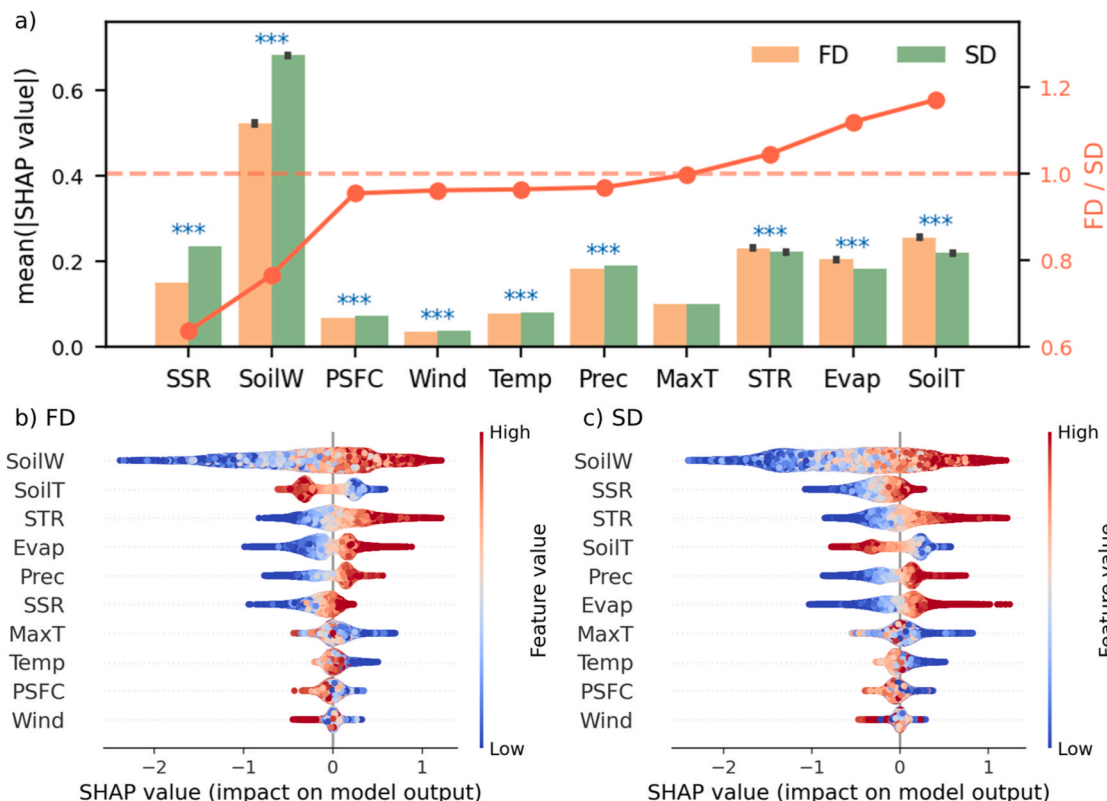 a)
mean(|SHAP value|)
0.6
0.4
0.2
0.0
***
***
***
***
***
***
***
***
***
FD
SD
1.2
1.0
0.8
0.6
FD / SD
SSR SoilW PSFC Wind Temp Prec MaxT STR Evap SoilT
b) FD
SoilW
SoilT
STR
Evap
Prec
SSR
MaxT
Temp
PSFC
Wind
−2 −1 0 1
SHAP value (impact on model output)
High
Feature value
Low
c) SD
SoilW
SSR
STR
SoilT
Prec
Evap
MaxT
Temp
PSFC
Wind
−2 −1 0 1
SHAP value (impact on model output)
High
Feature value
Low